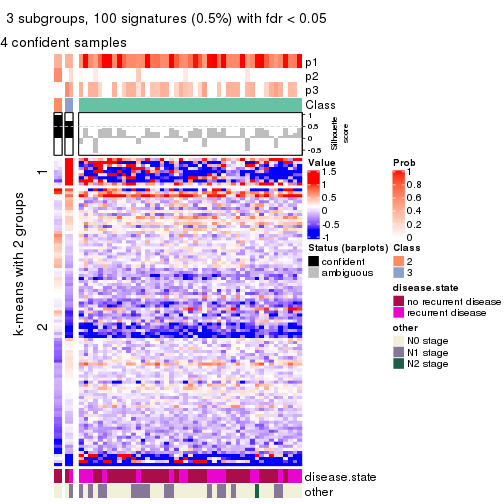 3 subgroups, 100 signatures (0.5%) with fdr < 0.05
4 confident samples
p1
p2
p3
Class
1
0.5
0
-0.5
Silhouette
score
k-means with 2 groups
1
2
Value
1.5
1
0.5
0
-0.5
-1
Prob
1
0.8
0.6
0.4
0.2
0
Status (barplots)
confident
ambiguous
Class
2
3
disease.state
no recurrent disease
recurrent disease
other
N0 stage
N1 stage
N2 stage
disease.state
other